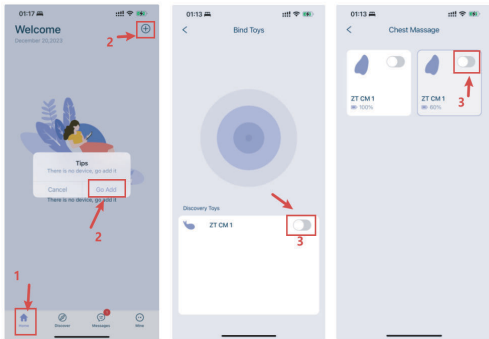 01:17
Welcome
December 20,2023
2
Tips
There is no device, go add it
Cancel
Go Add
There is no device, go add it
2
1
Home
Discover
Messages
Mine
01:13
Bind Toys
Discovery Toys
ZT CM 1
3
01:13
Chest Massage
ZT CM 1
100%
ZT CM 1
60%
3